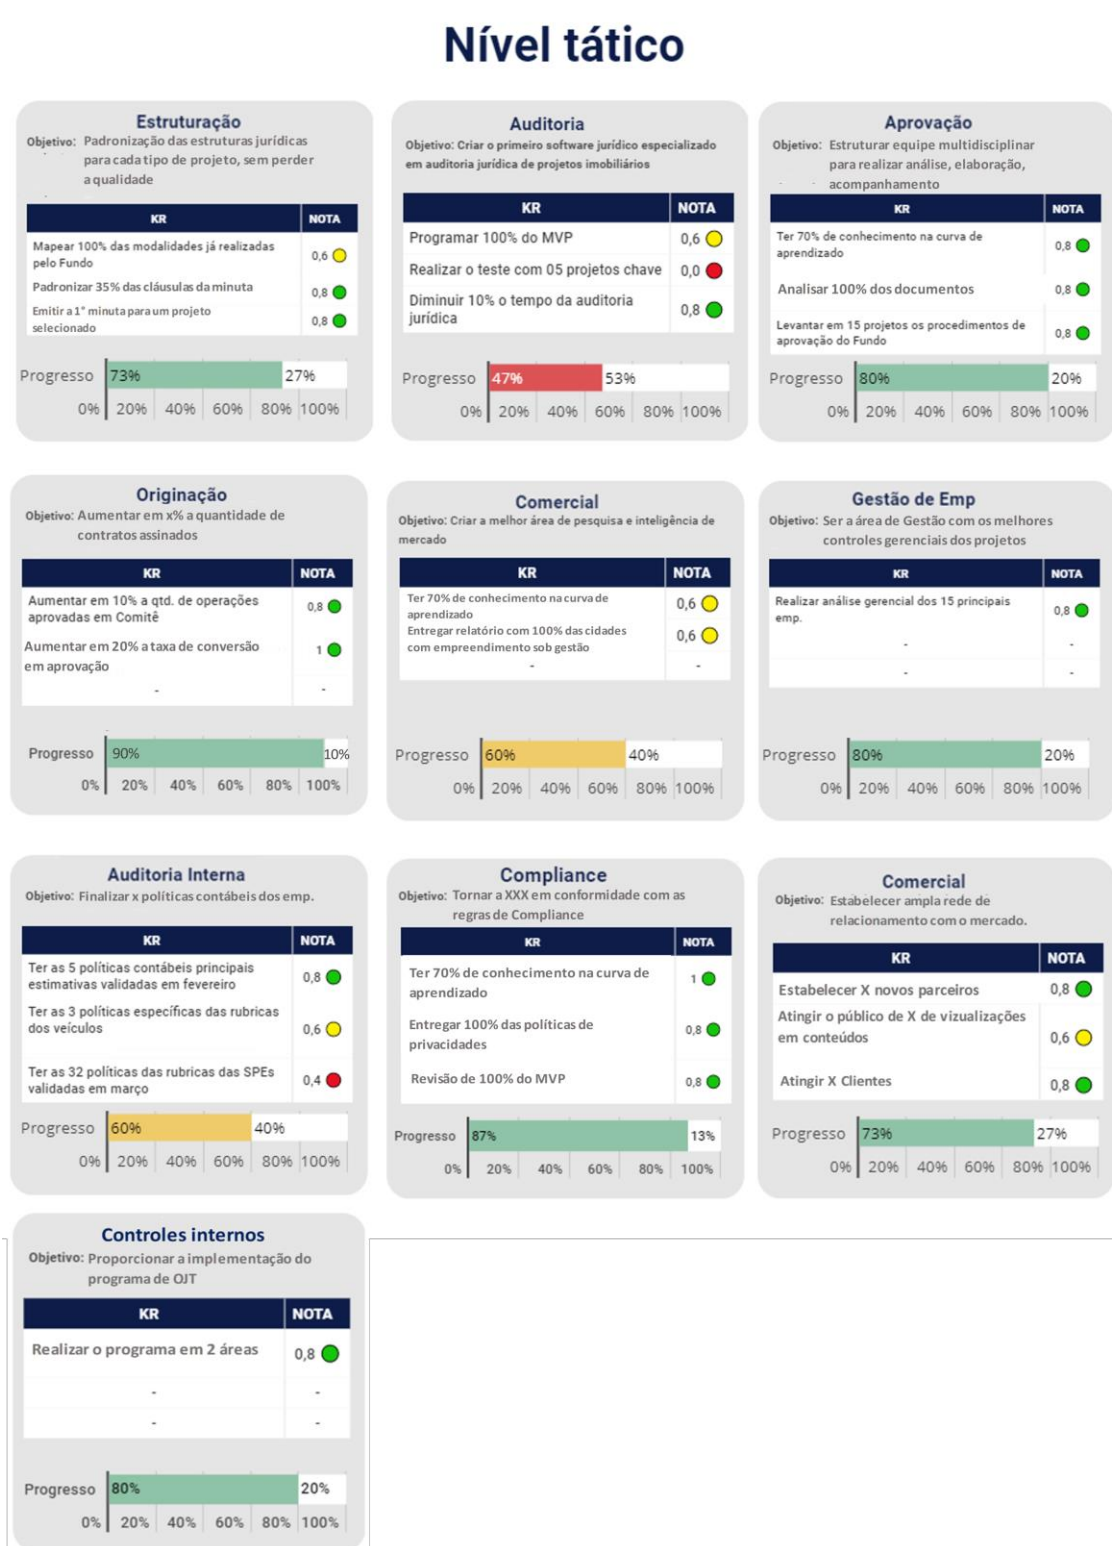 Nível tático
Estruturação
Objetivo: Padronização das estruturas jurídicas
para cada tipo de projeto, sem perder
a qualidade
KR NOTA
Mapear 100% das modalidades já realizadas
pelo Fundo
0,6
Padronizar 35% das cláusulas da minuta 0,8
Emitir a 1° minuta para um projeto
selecionado
0,8
Progresso 73% 27%
0% 20% 40% 60% 80% 100%
Auditoria
Objetivo: Criar o primeiro software jurídico especializado
em auditoria jurídica de projetos imobiliários
KR NOTA
Programar 100% do MVP 0,6
Realizar o teste com 05 projetos chave 0,0
Diminuir 10% o tempo da auditoria
jurídica
0,8
Progresso 47% 53%
0% 20% 40% 60% 80% 100%
Aprovação
Objetivo: Estruturar equipe multidisciplinar
para realizar análise, elaboração,
acompanhamento
KR NOTA
Ter 70% de conhecimento na curva de
aprendizado
0,8
Analisar 100% dos documentos 0,8
Levantar em 15 projetos os procedimentos de
aprovação do Fundo
0,8
Progresso 80% 20%
0% 20% 40% 60% 80% 100%
Originação
Objetivo: Aumentar em x% a quantidade de
contratos assinados
KR NOTA
Aumentar em 10% a qtd. de operações
aprovadas em Comitê
0,8
Aumentar em 20% a taxa de conversão
em aprovação
1
- -
Progresso 90% 10%
0% 20% 40% 60% 80% 100%
Comercial
Objetivo: Criar a melhor área de pesquisa e inteligência de
mercado
KR NOTA
Ter 70% de conhecimento na curva de
aprendizado
0,6
Entregar relatório com 100% das cidades
com empreendimento sob gestão
0,6
- -
Progresso 60% 40%
0% 20% 40% 60% 80% 100%
Gestão de Emp
Objetivo: Ser a área de Gestão com os melhores
controles gerenciais dos projetos
KR NOTA
Realizar análise gerencial dos 15 principais
emp.
0,8
- -
- -
Progresso 80% 20%
0% 20% 40% 60% 80% 100%
Auditoria Interna
Objetivo: Finalizar x políticas contábeis dos emp.
KR NOTA
Ter as 5 políticas contábeis principais
estimativas validadas em fevereiro
0,8
Ter as 3 políticas específicas das rubricas
dos veículos
0,6
Ter as 32 políticas das rubricas das SPEs
validadas em março
0,4
Progresso 60% 40%
0% 20% 40% 60% 80% 100%
Compliance
Objetivo: Tornar a XXX em conformidade com as
regras de Compliance
KR NOTA
Ter 70% de conhecimento na curva de
aprendizado
1
Entregar 100% das políticas de
privacidades
0,8
Revisão de 100% do MVP 0,8
Progresso 87% 13%
0% 20% 40% 60% 80% 100%
Comercial
Objetivo: Estabelecer ampla rede de
relacionamento com o mercado.
KR NOTA
Estabelecer X novos parceiros 0,8
Atingir o público de X de vizualizações
em conteúdos
0,6
Atingir X Clientes 0,8
Progresso 73% 27%
0% 20% 40% 60% 80% 100%
Controles internos
Objetivo: Proporcionar a implementação do
programa de OJT
KR NOTA
Realizar o programa em 2 áreas 0,8
- -
- -
Progresso 80% 20%
0% 20% 40% 60% 80% 100%